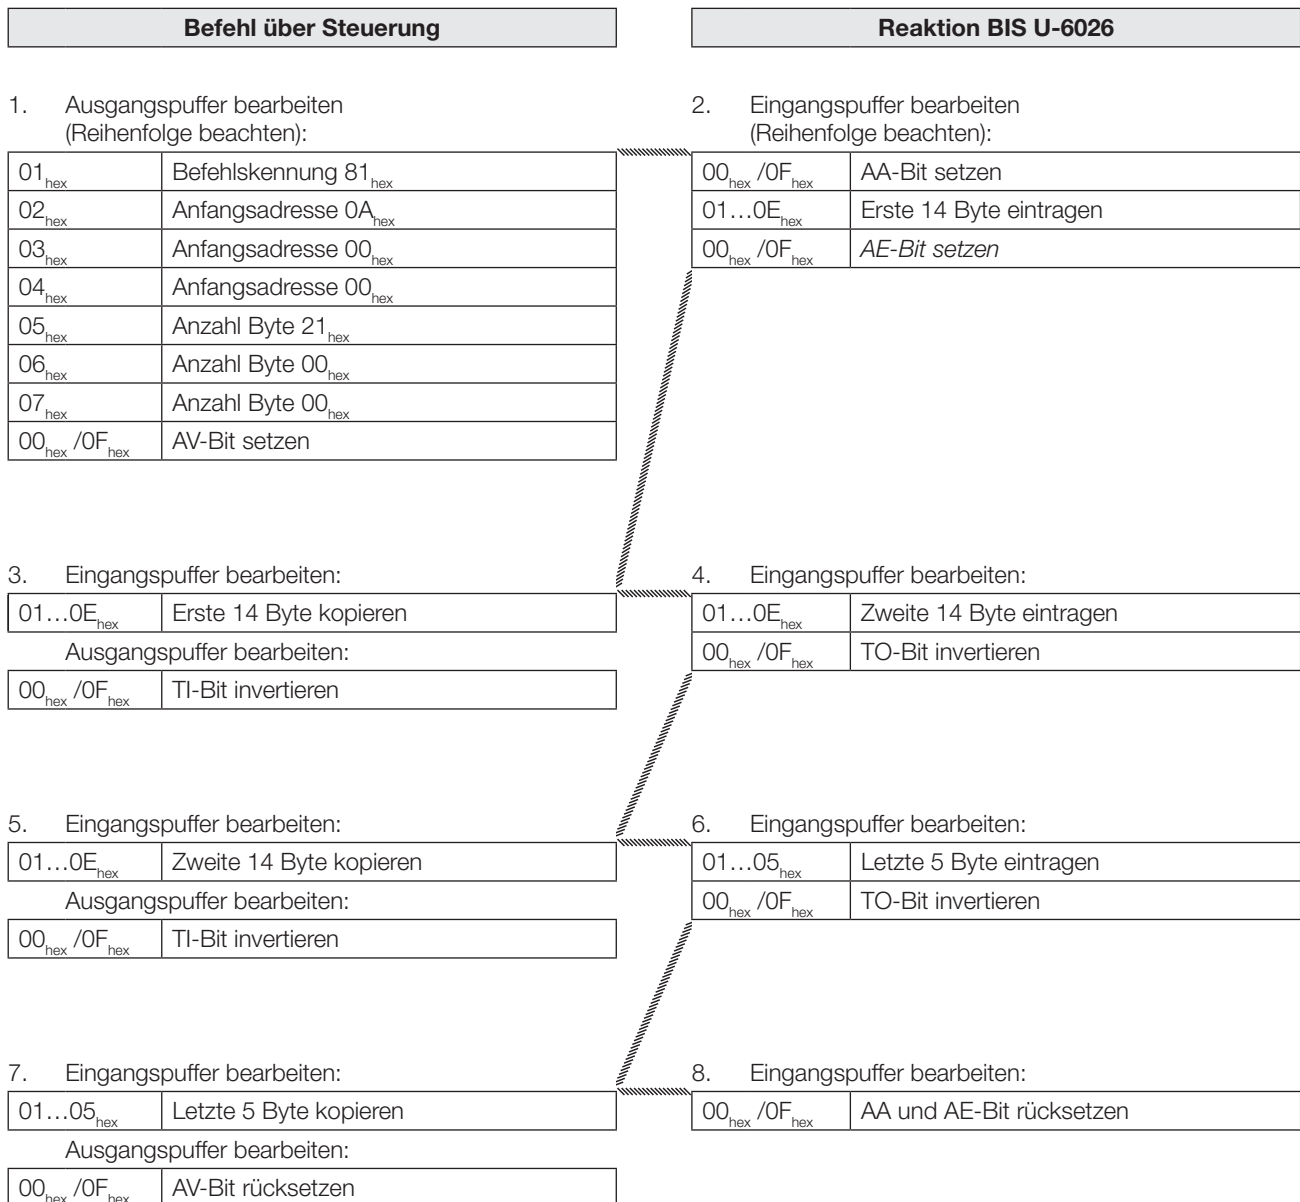 Befehl über Steuerung
Reaktion BIS U-6026
1. Ausgangspuffer bearbeiten
(Reihenfolge beachten):
01hex Befehlskennung 81hex
02hex Anfangsadresse 0Ahex
03hex Anfangsadresse 00hex
04hex Anfangsadresse 00hex
05hex Anzahl Byte 21hex
06hex Anzahl Byte 00hex
07hex Anzahl Byte 00hex
00hex /0Fhex AV-Bit setzen
2. Eingangspuffer bearbeiten
(Reihenfolge beachten):
00hex /0Fhex AA-Bit setzen
01…0Ehex Erste 14 Byte eintragen
00hex /0Fhex AE-Bit setzen
3. Eingangspuffer bearbeiten:
01…0Ehex Erste 14 Byte kopieren
Ausgangspuffer bearbeiten:
00hex /0Fhex TI-Bit invertieren
4. Eingangspuffer bearbeiten:
01…0Ehex Zweite 14 Byte eintragen
00hex /0Fhex TO-Bit invertieren
5. Eingangspuffer bearbeiten:
01…0Ehex Zweite 14 Byte kopieren
Ausgangspuffer bearbeiten:
00hex /0Fhex TI-Bit invertieren
6. Eingangspuffer bearbeiten:
01…05hex Letzte 5 Byte eintragen
00hex /0Fhex TO-Bit invertieren
7. Eingangspuffer bearbeiten:
01…05hex Letzte 5 Byte kopieren
Ausgangspuffer bearbeiten:
00hex /0Fhex AV-Bit rücksetzen
8. Eingangspuffer bearbeiten:
00hex /0Fhex AA und AE-Bit rücksetzen